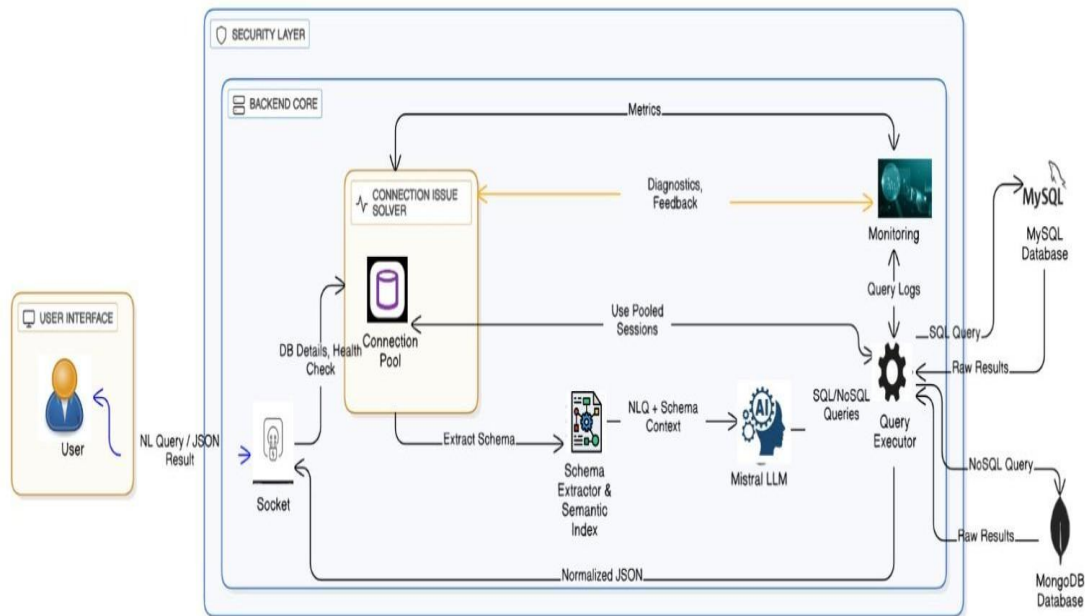 SECURITY LAYER
BACKEND CORE
Metrics
CONNECTION ISSUE
SOLVER
Diagnostics,
Feedback
Monitoring
MySQL
MySQL
Database
USER INTERFACE
User
Connection
Pool
DB Details, Health
Check
Use Pooled
Sessions
Query Logs
SQL Query
Raw Results
NL Query / JSON
Result
Socket
Extract Schema
Schema
Extractor &
Semantic
Index
NLQ + Schema
Context
AI
Mistral LLM
SQL/NoSQL
Queries
Query
Executor
NoSQL Query
Raw Results
MongoDB
Database
Normalized JSON